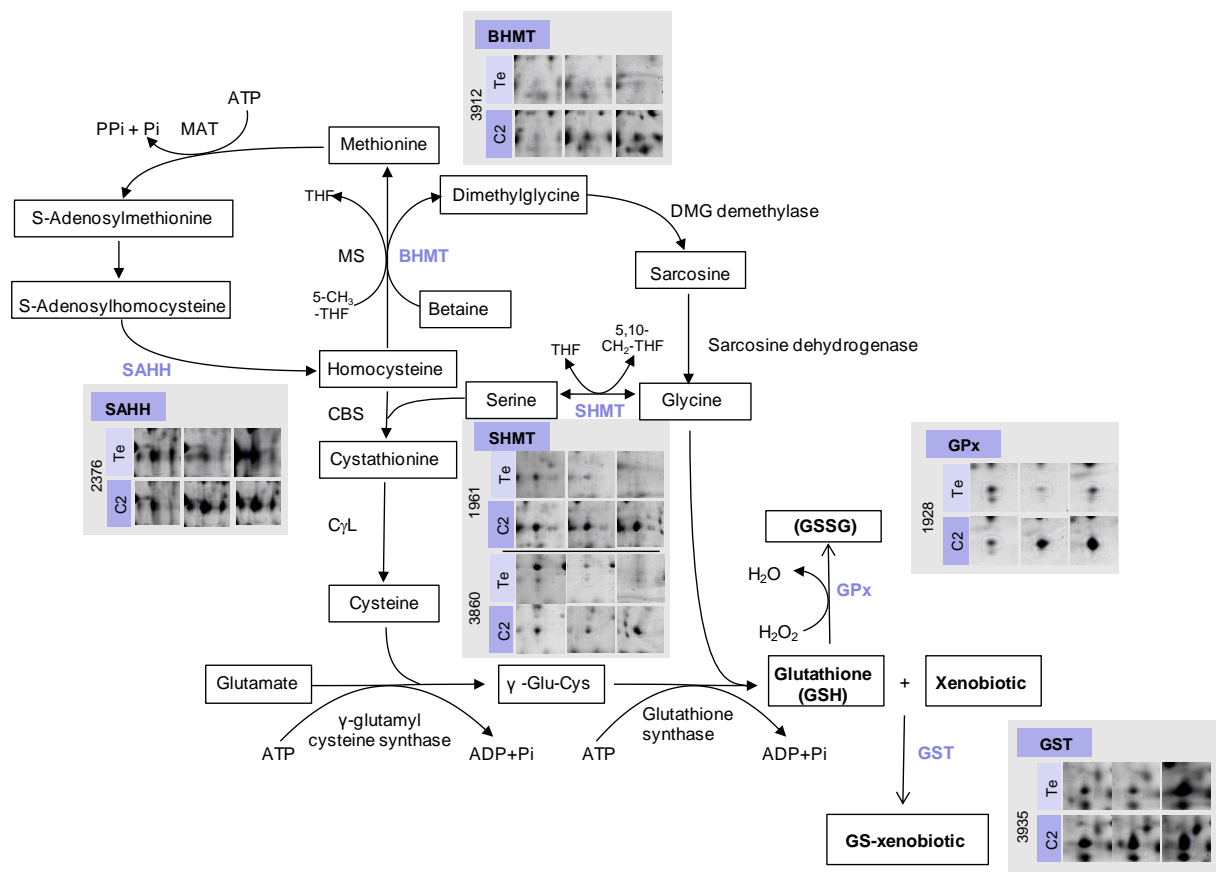 BHMT
3912
Te
C2
ATP
PPi + Pi
MAT
Methionine
THF
Dimethylglycine
DMG demethylase
S-Adenosylmethionine
MS
BHMT
Sarcosine
S-Adenosylhomocysteine
5-CH₃
-THF
Betaine
5,10-
CH₂-THF
THF
Sarcosine dehydrogenase
SAHH
Homocysteine
Serine
SHMT
Glycine
CBS
SAHH
2376
Te
C2
Cystathionine
SHMT
1961
Te
C2
3860
Te
C2
GPx
1928
Te
C2
CγL
(GSSG)
H₂O
GPx
H₂O₂
Cysteine
Glutamate
γ -Glu-Cys
Glutathione
(GSH)
+
Xenobiotic
ATP
γ-glutamyl
cysteine synthase
ADP+Pi
ATP
Glutathione
synthase
ADP+Pi
GST
GST
3935
Te
C2
GS-xenobiotic